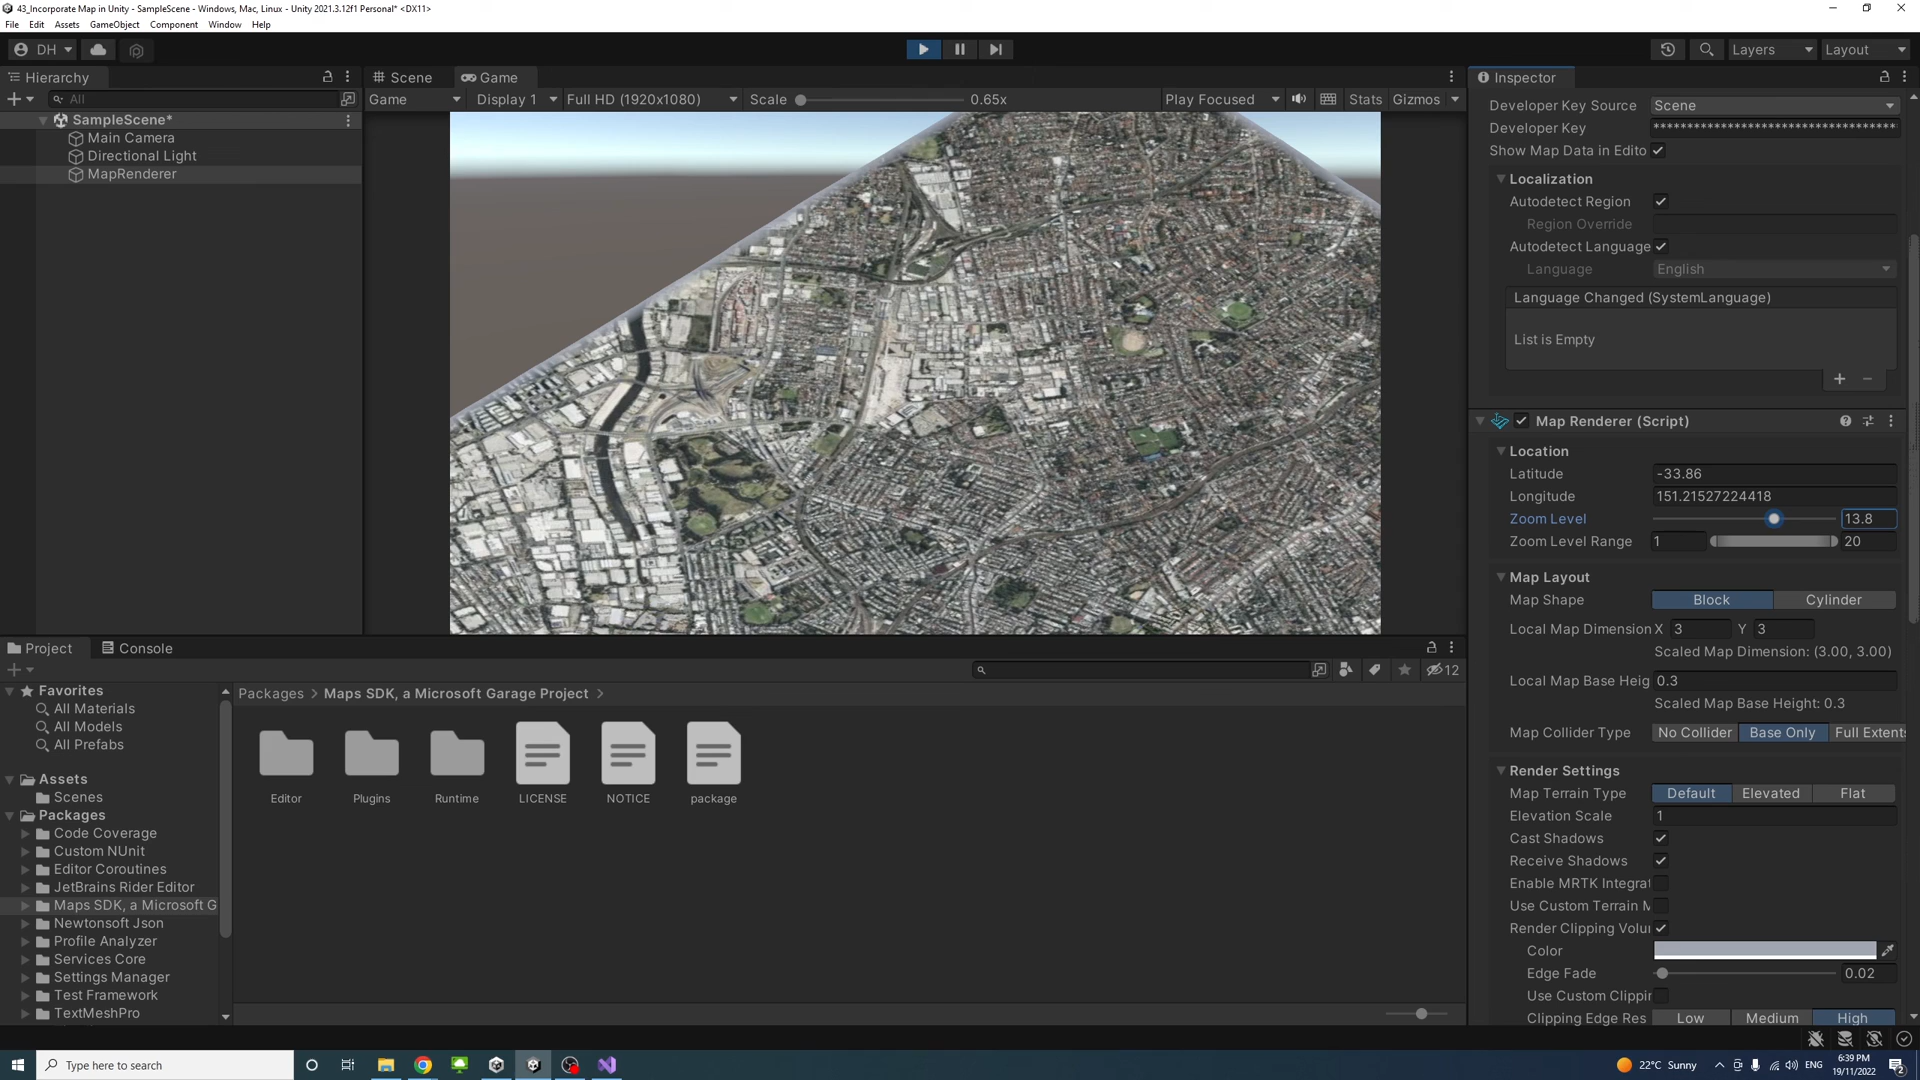 43_Incorporate Map in Unity - SampleScene - Windows, Mac, Linux - Unity 2021.3.12f1 Personal* <DX11>
File Edit Assets GameObject Component Window Help
DH Layers Layout
Hierarchy
All
SampleScene*
Main Camera
Directional Light
MapRenderer
Scene Game
Game Display 1 Full HD (1920x1080) Scale 0.65x Play Focused Stats Gizmos
Inspector
Developer Key Source Scene
Developer Key ************************************
Show Map Data in Edito
Localization
Autodetect Region
Region Override
Autodetect Language
Language English
Language Changed (SystemLanguage)
List is Empty
+ −
Map Renderer (Script)
Location
Latitude -33.86
Longitude 151.21527224418
Zoom Level 13.8
Zoom Level Range 1 20
Map Layout
Map Shape Block Cylinder
Local Map Dimension X 3 Y 3
Scaled Map Dimension: (3.00, 3.00)
Local Map Base Heig 0.3
Scaled Map Base Height: 0.3
Map Collider Type No Collider Base Only Full Extents
Render Settings
Map Terrain Type Default Elevated Flat
Elevation Scale 1
Cast Shadows
Receive Shadows
Enable MRTK Integrat
Use Custom Terrain M
Render Clipping Volu
Color
Edge Fade 0.02
Use Custom Clippir
Clipping Edge Res Low Medium High
Project Console
12
Favorites
All Materials
All Models
All Prefabs
Assets
Scenes
Packages
Code Coverage
Custom NUnit
Editor Coroutines
JetBrains Rider Editor
Maps SDK, a Microsoft G
Newtonsoft Json
Profile Analyzer
Services Core
Settings Manager
Test Framework
TextMeshPro
Packages > Maps SDK, a Microsoft Garage Project >
Editor Plugins Runtime LICENSE NOTICE package
Type here to search
22°C Sunny
ENG
6:39 PM
19/11/2022
2